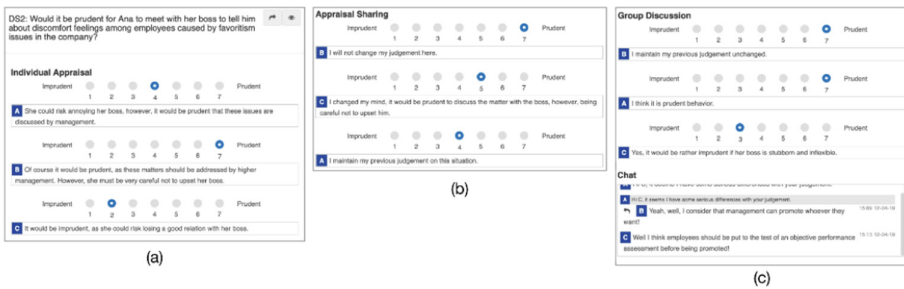 DS2: Would it be prudent for Ana to meet with her boss to tell him
about discomfort feelings among employees caused by favoritism
issues in the company?
Individual Appraisal
Imprudent Prudent
1 2 3 4 5 6 7
A She could risk annoying her boss, however, it would be prudent that these issues are
discussed by management.
Imprudent Prudent
1 2 3 4 5 6 7
B Of course it would be prudent, as these matters should be addressed by higher
management. However, she must be very careful not to upset her boss.
Imprudent Prudent
1 2 3 4 5 6 7
C It would be imprudent, as she could risk losing a good relation with her boss.
(a)
Appraisal Sharing
Imprudent Prudent
1 2 3 4 5 6 7
B I will not change my judgement here.
Imprudent Prudent
1 2 3 4 5 6 7
C I changed my mind, it would be prudent to discuss the matter with the boss, however, being
careful not to upset him.
Imprudent Prudent
1 2 3 4 5 6 7
A I maintain my previous judgement on this situation.
(b)
Group Discussion
Imprudent Prudent
1 2 3 4 5 6 7
B I maintain my previous judgement unchanged.
Imprudent Prudent
1 2 3 4 5 6 7
A I think it is prudent behavior.
Imprudent Prudent
1 2 3 4 5 6 7
C Yes, it would be rather imprudent if her boss is stubborn and inflexible.
Chat
A Hi C, it seems I have some serious differences with your judgement.
B Yeah, well, I consider that management can promote whoever they
want!
C Well I think employees should be put to the test of an objective performance
assessment before being promoted!
(c)